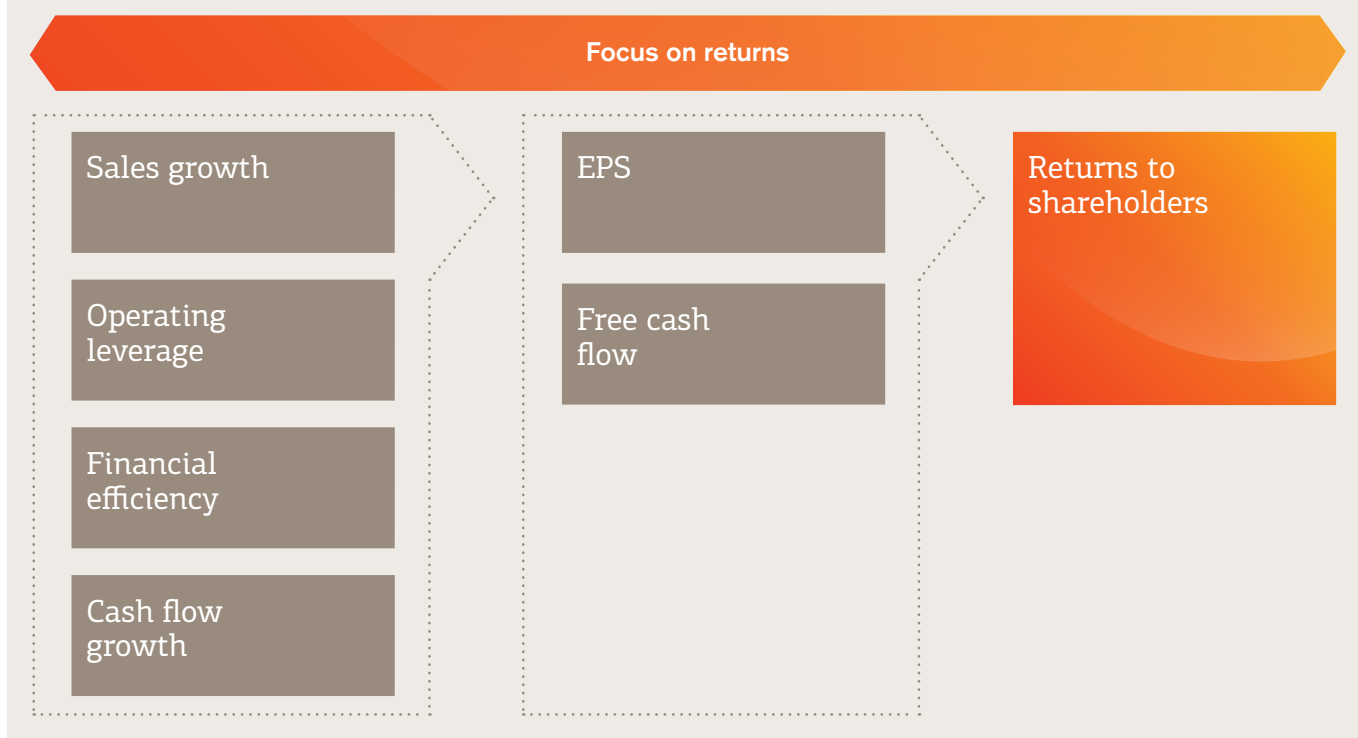 Focus on returns
Sales growth
Operating
leverage
Financial
efficiency
Cash flow
growth
EPS
Free cash
flow
Returns to
shareholders